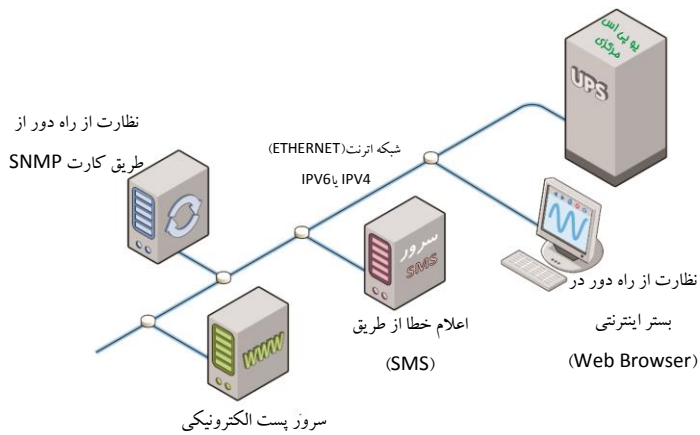 یو پی اس
مرکزی
UPS
نظارت از راه دور از
طریق کارت SNMP
شبکه اترنت(ETHERNET)
IPV4 یاIPV6
سرور
SMS
نظارت از راه دور در
بستر اینترنتی
(Web Browser)
اعلام خطا از طریق
(SMS)
WWW
سرور پست الکترونیکی